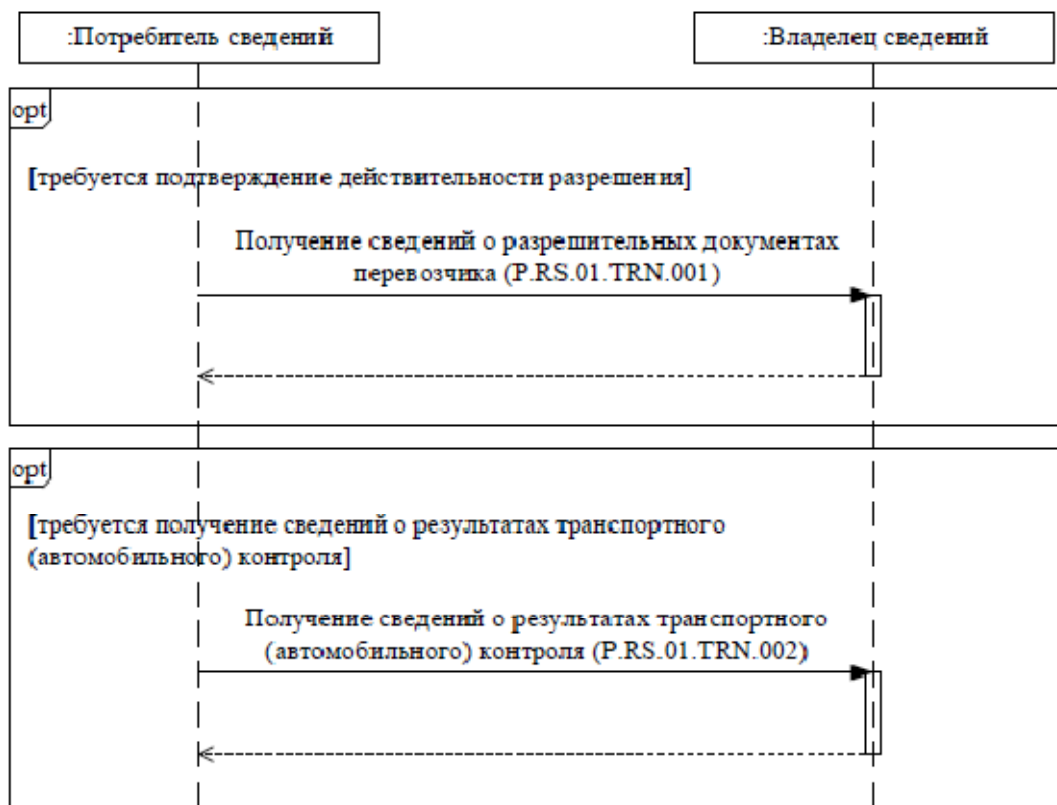 :Потребитель сведений
:Владелец сведений
opt
[требуется подтверждение действительности разрешения]
Получение сведений о разрешительных документах
перевозчика (P.RS.01.TRN.001)
opt
[требуется получение сведений о результатах транспортного
(автомобильного) контроля]
Получение сведений о результатах транспортного
(автомобильного) контроля (P.RS.01.TRN.002)